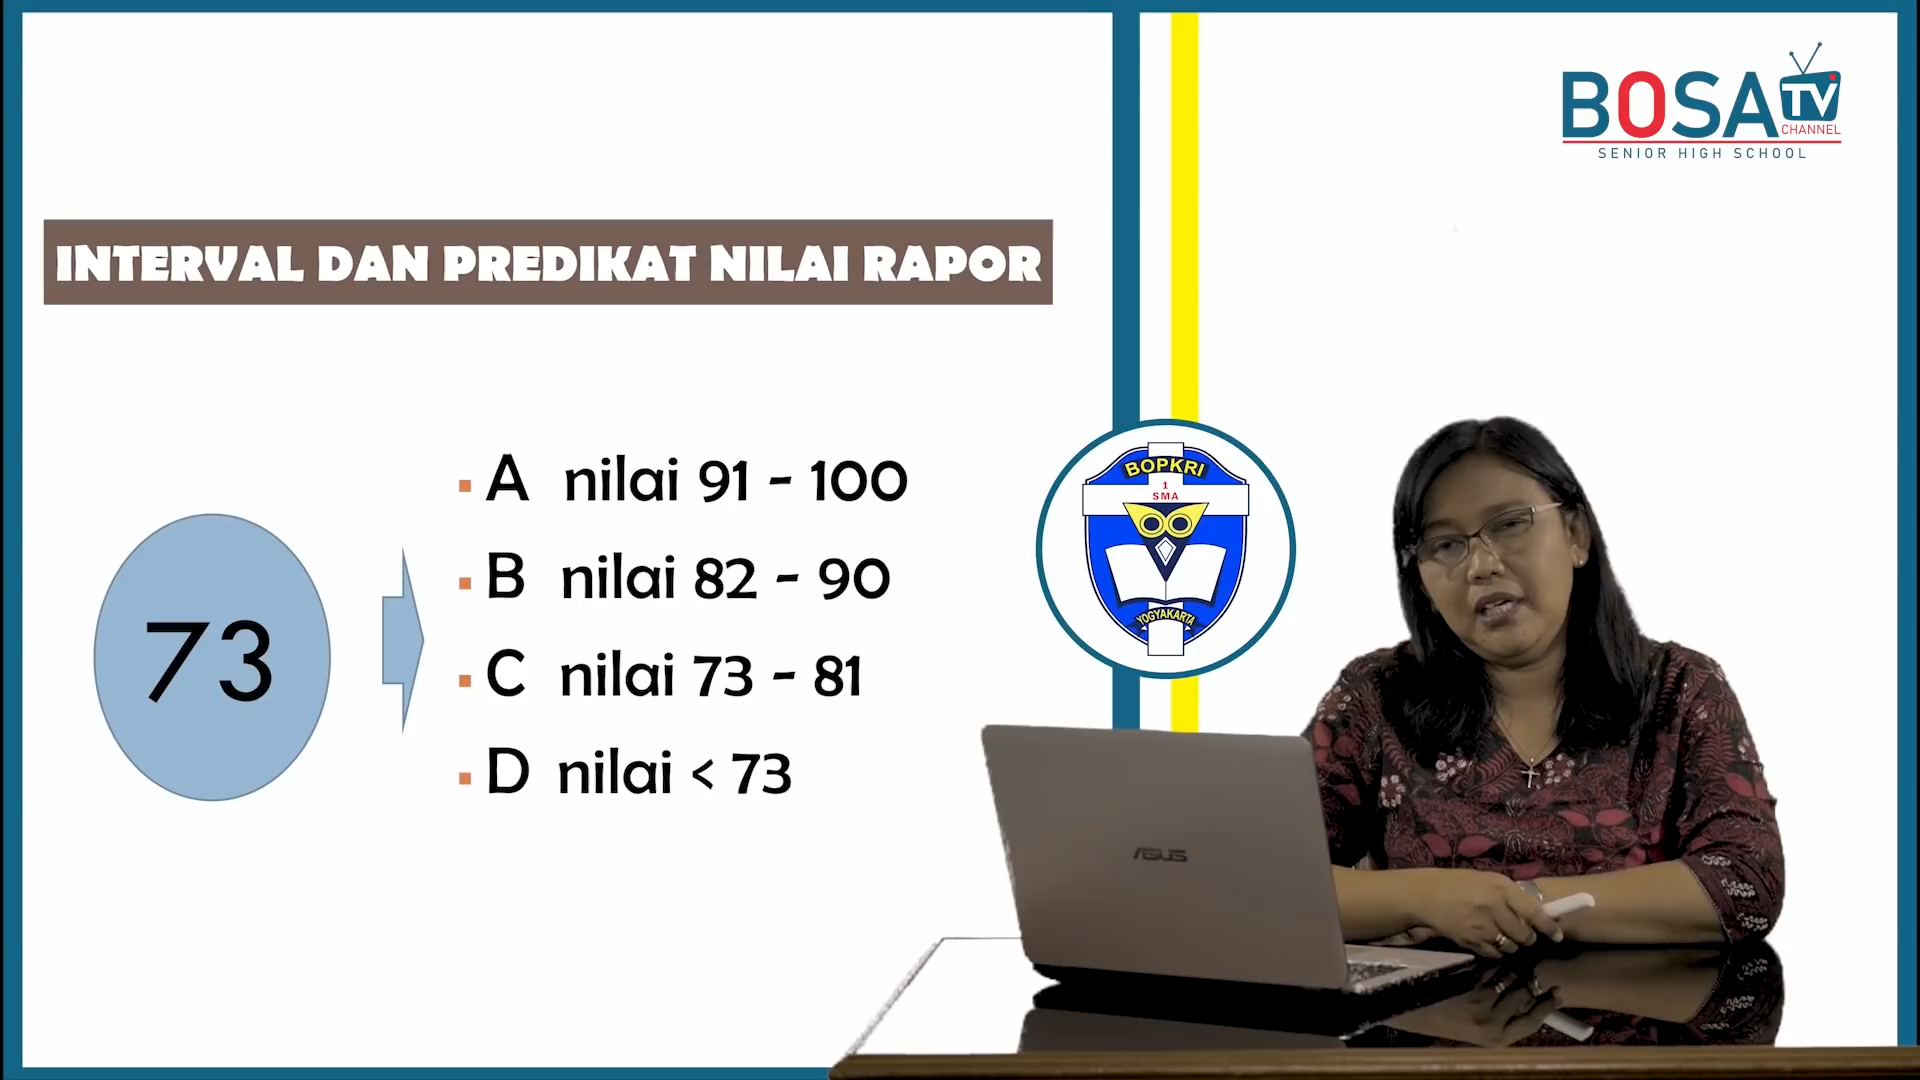 INTERVAL DAN PREDIKAT NILAI RAPOR
73
A nilai 91 - 100
B nilai 82 - 90
C nilai 73 - 81
D nilai < 73
BOSA TV
CHANNEL
SENIOR HIGH SCHOOL
BOPKRI
1
SMA
YOGYAKARTA
ASUS